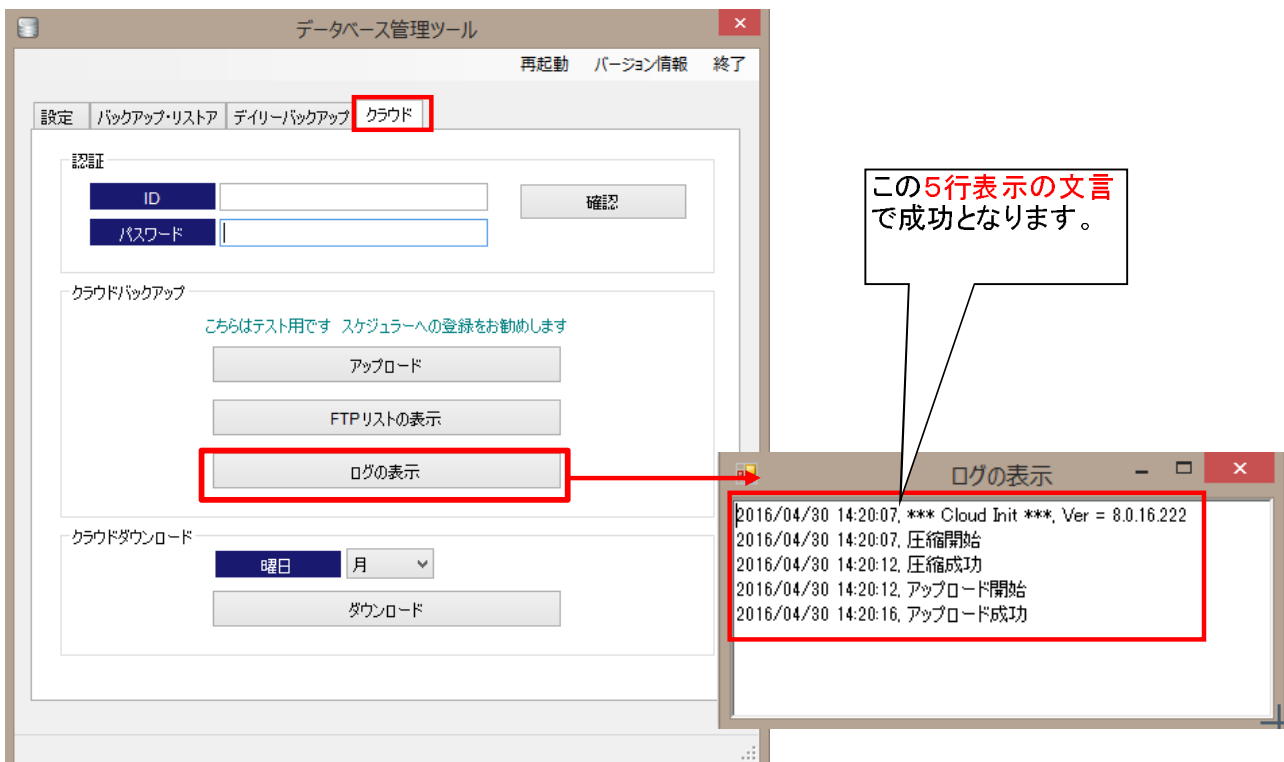 データベース管理ツール
再起動 バージョン情報 終了
設定 バックアップ・リストア デイリーバックアップ クラウド
認証
ID
確認
パスワード
クラウドバックアップ
こちらはテスト用です スケジュラーへの登録をお勧めします
アップロード
FTPリストの表示
ログの表示
クラウドダウンロード
曜日 月
ダウンロード
この5行表示の文言
で成功となります。
ログの表示
2016/04/30 14:20:07, *** Cloud Init ***, Ver = 8.0.16.222
2016/04/30 14:20:07, 圧縮開始
2016/04/30 14:20:12, 圧縮成功
2016/04/30 14:20:12, アップロード開始
2016/04/30 14:20:16, アップロード成功